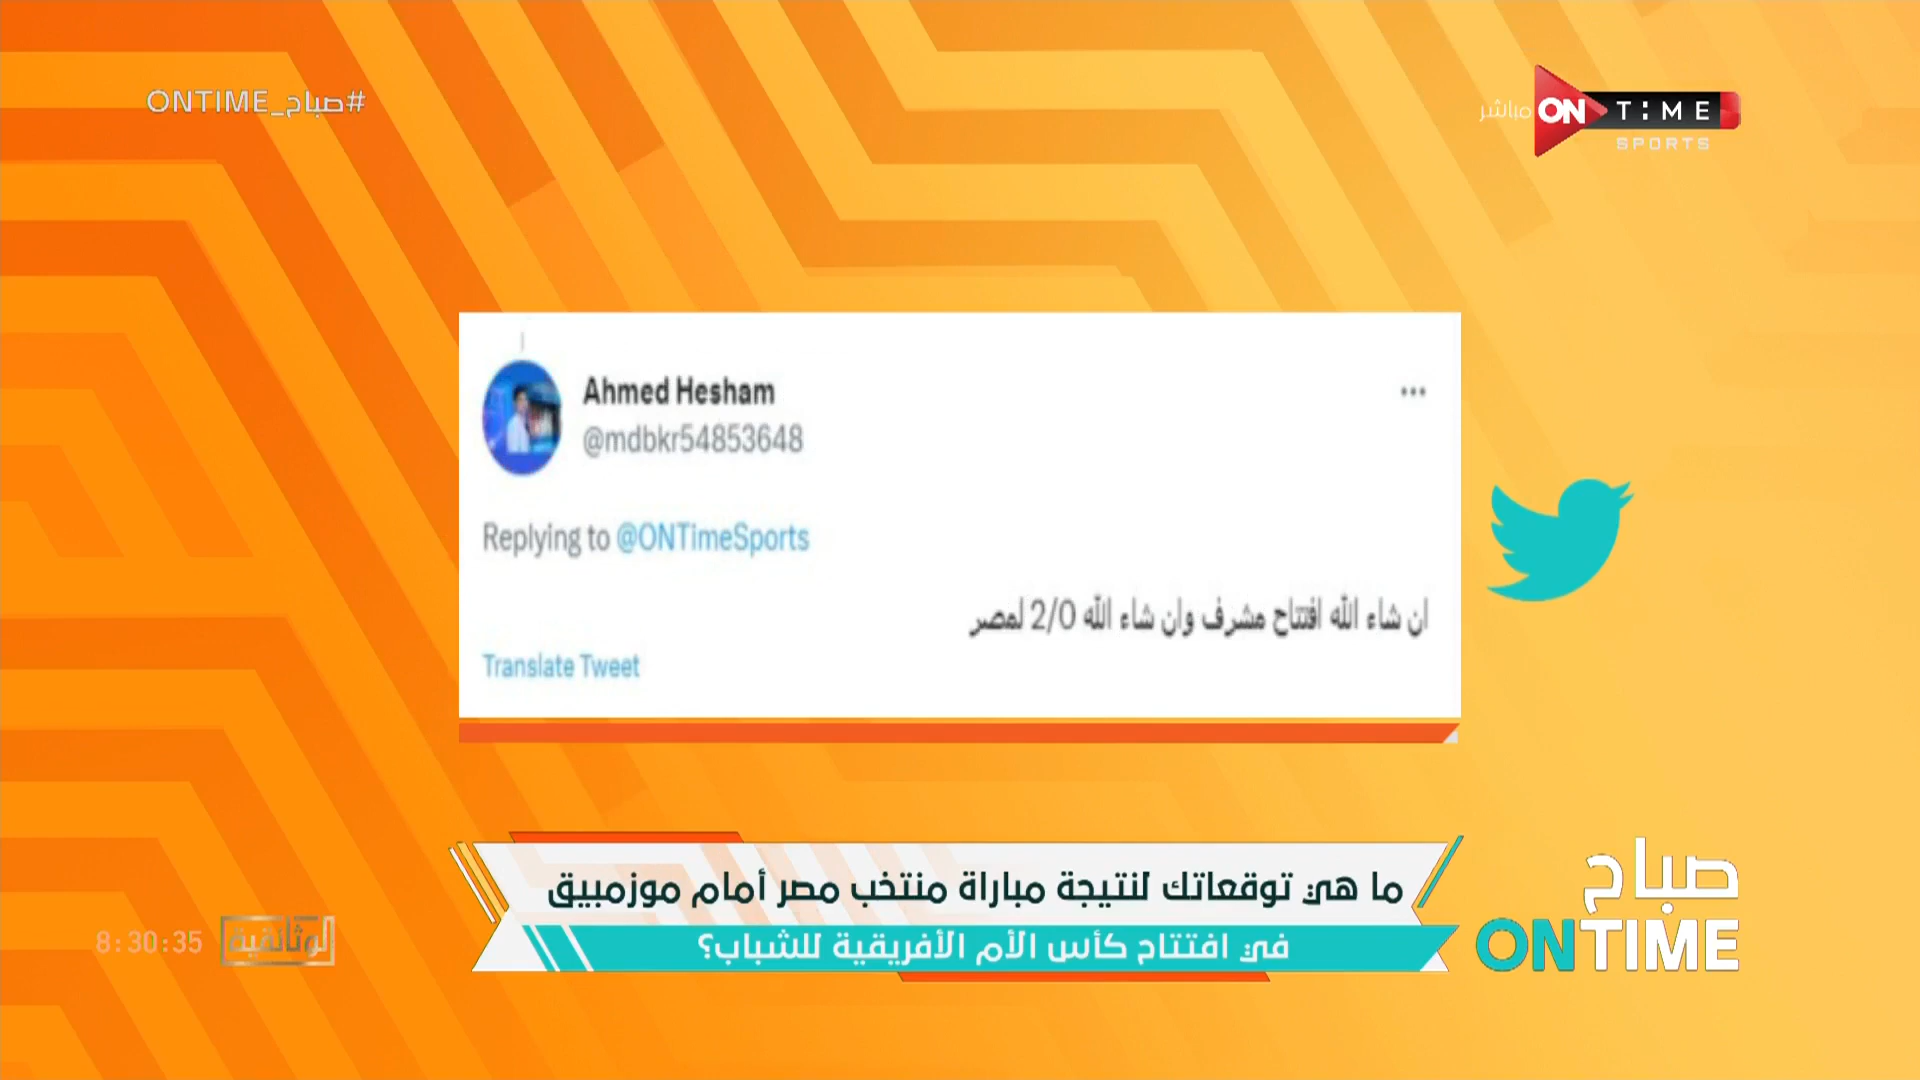 #صباح_ONTIME
مباشر ON TIME
SPORTS
Ahmed Hesham
@mdbkr54853648
Replying to @ONTimeSports
ان شاء الله افتتاح مشرف وان شاء الله 2/0 لمصر
Translate Tweet
ما هي توقعاتك لنتيجة مباراة منتخب مصر أمام موزمبيق
في افتتاح كأس الأم الأفريقية للشباب؟
صباح
ONTIME
8:30:35
الوثائقية